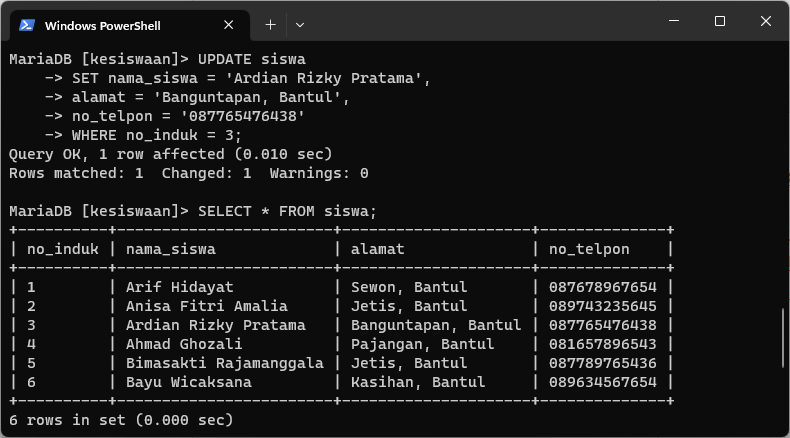 Windows PowerShell
MariaDB [kesiswaan]> UPDATE siswa
    -> SET nama_siswa = 'Ardian Rizky Pratama',
    -> alamat = 'Banguntapan, Bantul',
    -> no_telpon = '087765476438'
    -> WHERE no_induk = 3;
Query OK, 1 row affected (0.010 sec)
Rows matched: 1  Changed: 1  Warnings: 0
MariaDB [kesiswaan]> SELECT * FROM siswa;
+----------+------------------------+---------------------+--------------+
| no_induk | nama_siswa             | alamat              | no_telpon    |
+----------+------------------------+---------------------+--------------+
| 1        | Arif Hidayat           | Sewon, Bantul       | 087678967654 |
| 2        | Anisa Fitri Amalia     | Jetis, Bantul       | 089743235645 |
| 3        | Ardian Rizky Pratama   | Banguntapan, Bantul | 087765476438 |
| 4        | Ahmad Ghozali          | Pajangan, Bantul    | 081657896543 |
| 5        | Bimasakti Rajamanggala | Jetis, Bantul       | 087789765436 |
| 6        | Bayu Wicaksana         | Kasihan, Bantul     | 089634567654 |
+----------+------------------------+---------------------+--------------+
6 rows in set (0.000 sec)